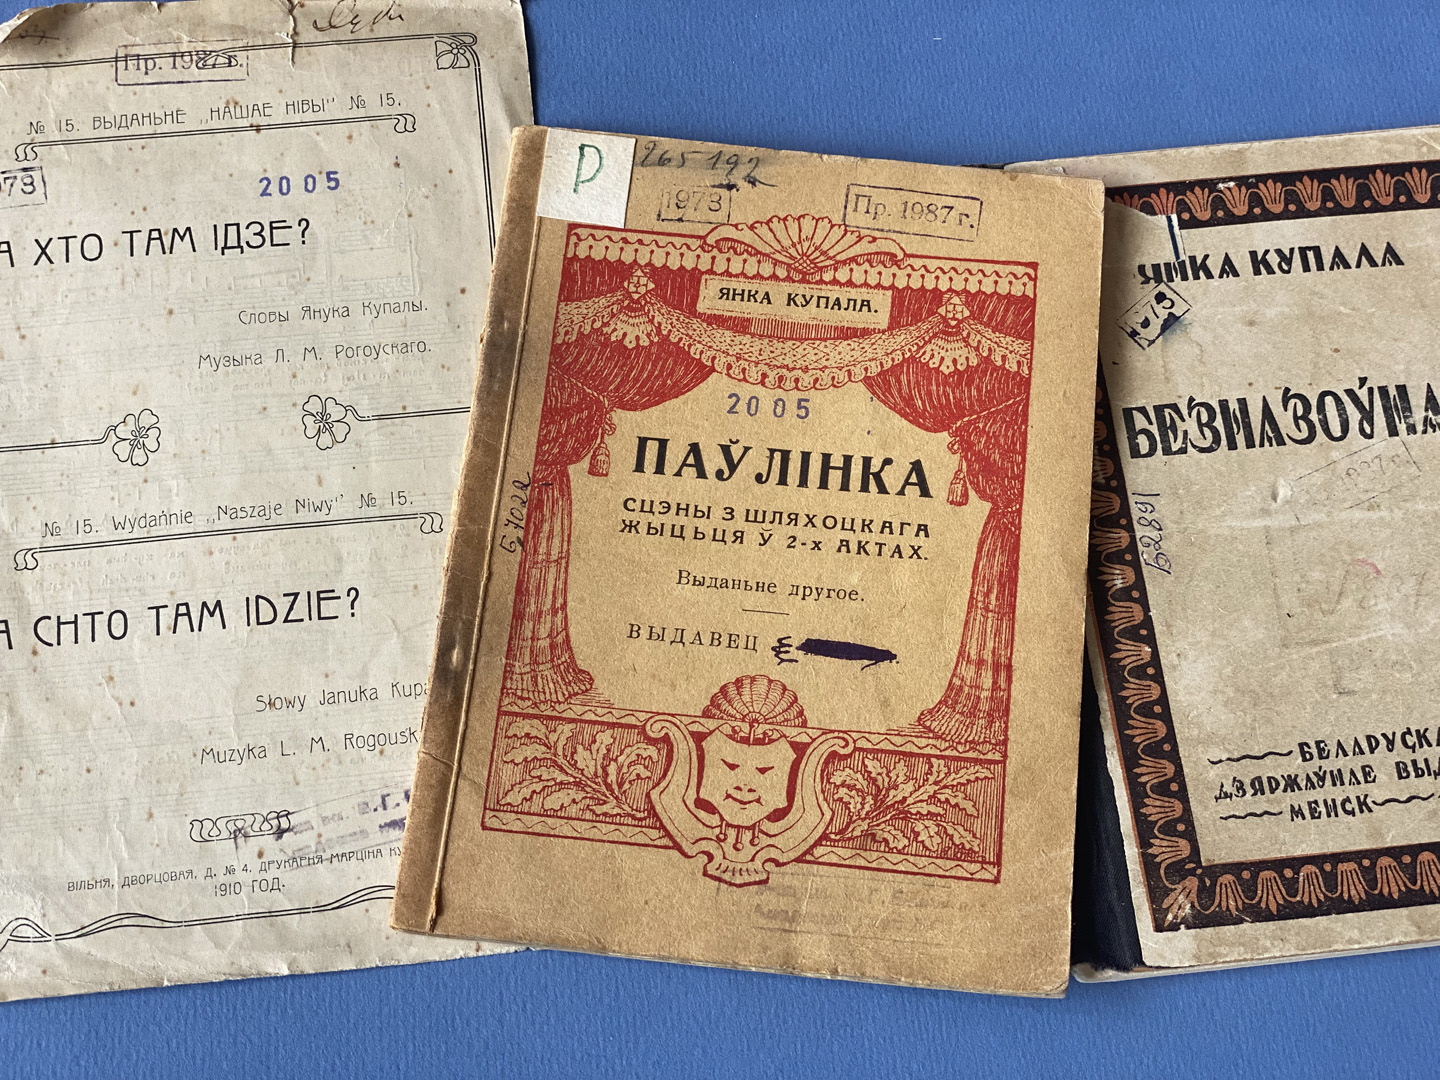 Пр. 1987 г.
№ 15. ВЫДАНЬНЕ „НАШАЕ НІВЫ" № 15.
2005
А ХТО ТАМ ІДЗЕ?
Словы Янука Купалы.
Музыка Л. М. Рогоускаго.
№ 15. Wydańnie „Naszaje Niwy" № 15.
A CHTO TAM IDZIE?
Słowy Januka Kupa
Muzyka L. M. Rogousk
ВІЛЬНЯ, ДВОРЦОВАЯ, Д. № 4. ДРУКАРНЯ МАРЦІНА КУ
1910 ГОД.
Р
265192
1973
Пр. 1987 г.
ЯНКА КУПАЛА.
2005
ПАЎЛІНКА
СЦЭНЫ З ШЛЯХОЦКАГА
ЖЫЦЬЦЯ Ў 2-х АКТАХ.
Выданьне другое.
ВЫДАВЕЦ
Б7022
ЯНКА КУПАЛА
БЕЗНАЗОЎНА
Б2891
БЕЛАРУСКА
ДЗЯРЖАЎНАЕ ВЫД
МЕНСК